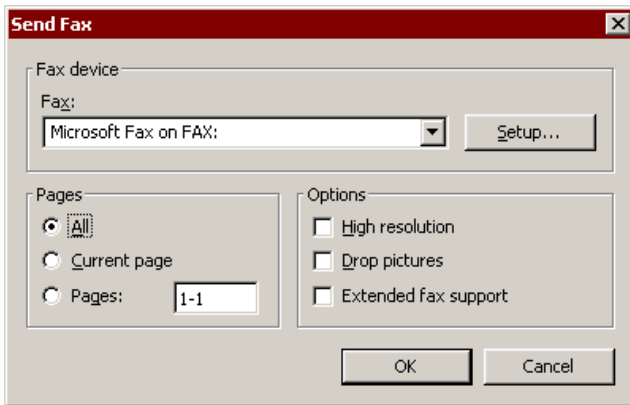 Send Fax
Fax device
Fax:
Microsoft Fax on FAX:
Setup...
Pages
All
Current page
Pages: 1-1
Options
High resolution
Drop pictures
Extended fax support
OK
Cancel